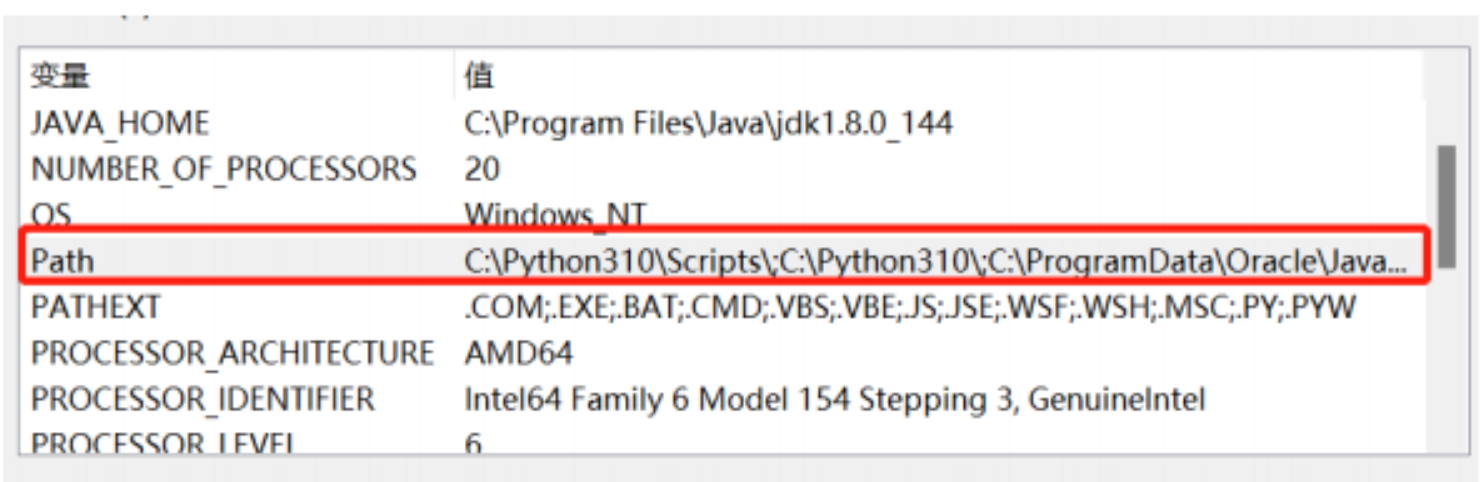 变量 值
JAVA_HOME C:\Program Files\Java\jdk1.8.0_144
NUMBER_OF_PROCESSORS 20
OS Windows_NT
Path C:\Python310\Scripts\;C:\Python310\;C:\ProgramData\Oracle\Java...
PATHEXT .COM;.EXE;.BAT;.CMD;.VBS;.VBE;.JS;.JSE;.WSF;.WSH;.MSC;.PY;.PYW
PROCESSOR_ARCHITECTURE AMD64
PROCESSOR_IDENTIFIER Intel64 Family 6 Model 154 Stepping 3, GenuineIntel
PROCESSOR_LEVEL 6